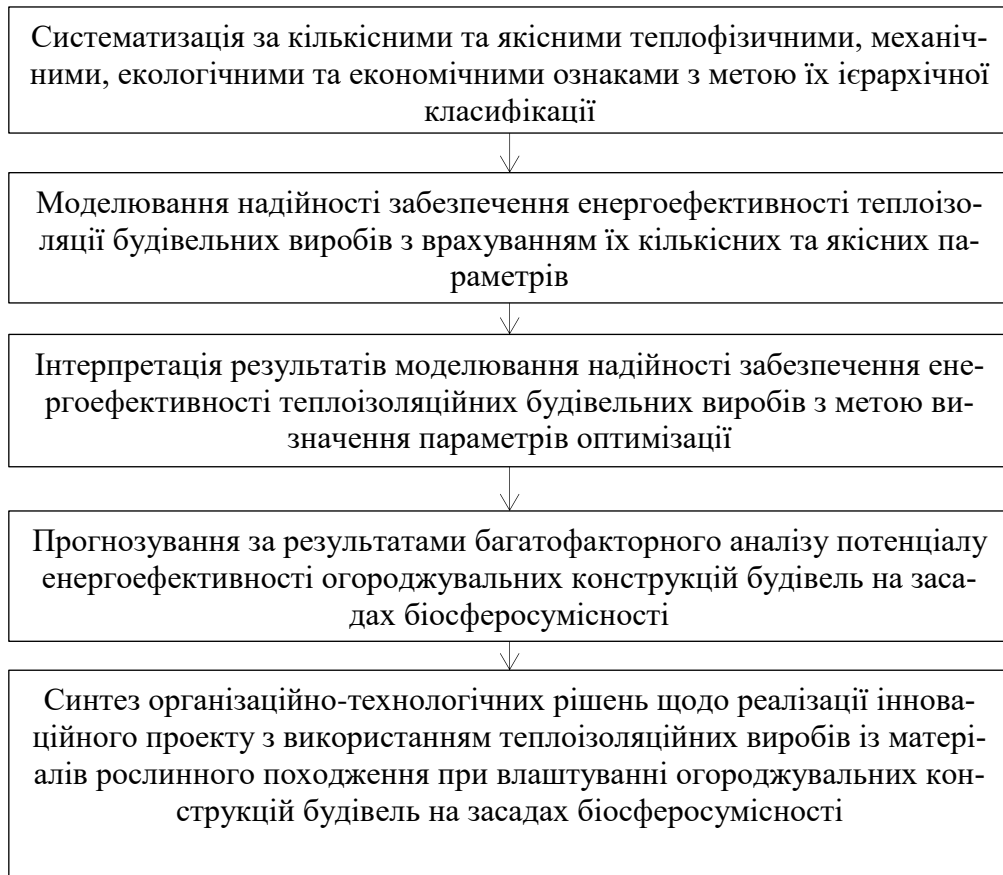 Систематизація за кількісними та якісними теплофізичними, механіч-
ними, екологічними та економічними ознаками з метою їх ієрархічної
класифікації
Моделювання надійності забезпечення енергоефективності теплоізо-
ляції будівельних виробів з врахуванням їх кількісних та якісних па-
раметрів
Інтерпретація результатів моделювання надійності забезпечення ене-
ргоефективності теплоізоляційних будівельних виробів з метою ви-
значення параметрів оптимізації
Прогнозування за результатами багатофакторного аналізу потенціалу
енергоефективності огороджувальних конструкцій будівель на заса-
дах біосферосумісності
Синтез організаційно-технологічних рішень щодо реалізації іннова-
ційного проекту з використанням теплоізоляційних виробів із матері-
алів рослинного походження при влаштуванні огороджувальних кон-
струкцій будівель на засадах біосферосумісності